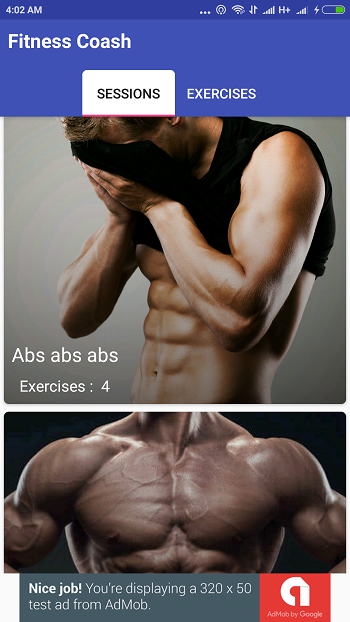 4:02 AM
H+
Fitness Coash
SESSIONS
EXERCISES
Abs abs abs
Exercises : 4
Nice job! You're displaying a 320 x 50
test ad from AdMob.
AdMob by Google